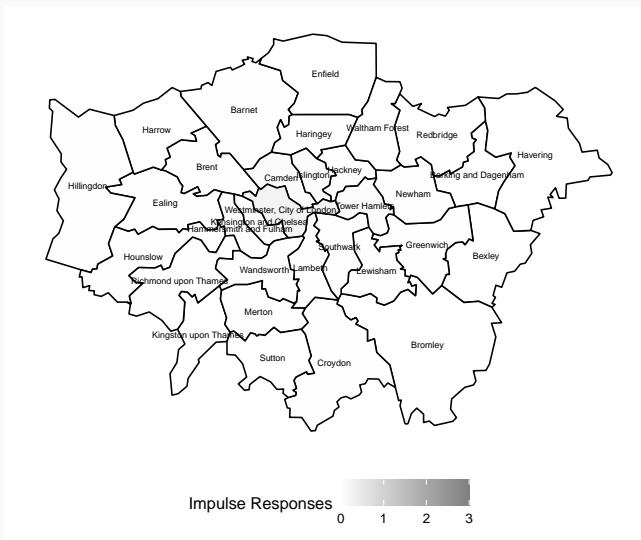 Enfield
Barnet
Harrow
Haringey
Waltham Forest
Redbridge
Havering
Brent
Camden
Islington
Hackney
Barking and Dagenham
Hillingdon
Newham
Ealing
Westminster, City of London
Tower Hamlets
Kensington and Chelsea
Hammersmith and Fulham
Southwark
Greenwich
Hounslow
Bexley
Wandsworth
Lambeth
Lewisham
Richmond upon Thames
Merton
Kingston upon Thames
Bromley
Sutton
Croydon
Impulse Responses
0 1 2 3